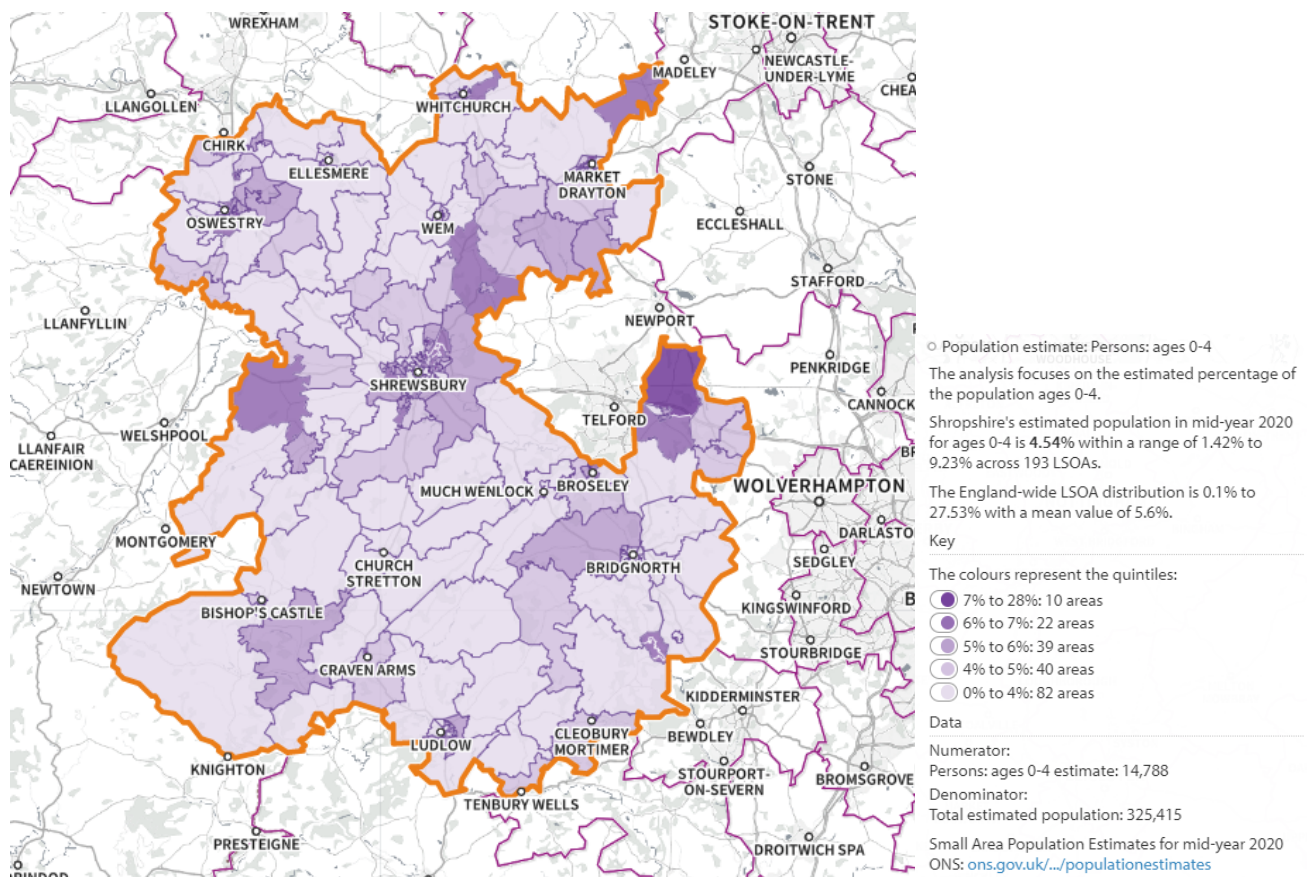 WREXHAM
STOKE-ON-TRENT
NEWCASTLE-
UNDER-LYME
MADELEY
CHEA
LLANGOLLEN
WHITCHURCH
CHIRK
ELLESMERE
MARKET
DRAYTON
STONE
OSWESTRY
WEM
ECCLESHALL
STAFFORD
LLANFYLLIN
NEWPORT
PENKRIDGE
SHREWSBURY
CANNOCK
TELFORD
WELSHPOOL
LLANFAIR
CAEREINION
BR
MUCH WENLOCK
BROSELEY
WOLVERHAMPTON
DARLASTO
MONTGOMERY
CHURCH
STRETTON
BRIDGNORTH
SEDGLEY
NEWTOWN
BISHOP'S CASTLE
KINGSWINFORD
B
STOURBRIDGE
CRAVEN ARMS
KIDDERMINSTER
BEWDLEY
LUDLOW
CLEOBURY
MORTIMER
KNIGHTON
STOURPORT-
ON-SEVERN
BROMSGROVE
TENBURY WELLS
PRESTEIGNE
DROITWICH SPA
Population estimate: Persons: ages 0-4
The analysis focuses on the estimated percentage of
the population ages 0-4.
Shropshire's estimated population in mid-year 2020
for ages 0-4 is 4.54% within a range of 1.42% to
9.23% across 193 LSOAs.
The England-wide LSOA distribution is 0.1% to
27.53% with a mean value of 5.6%.
Key
The colours represent the quintiles:
7% to 28%: 10 areas
6% to 7%: 22 areas
5% to 6%: 39 areas
4% to 5%: 40 areas
0% to 4%: 82 areas
Data
Numerator:
Persons: ages 0-4 estimate: 14,788
Denominator:
Total estimated population: 325,415
Small Area Population Estimates for mid-year 2020
ONS: ons.gov.uk/.../populationestimates